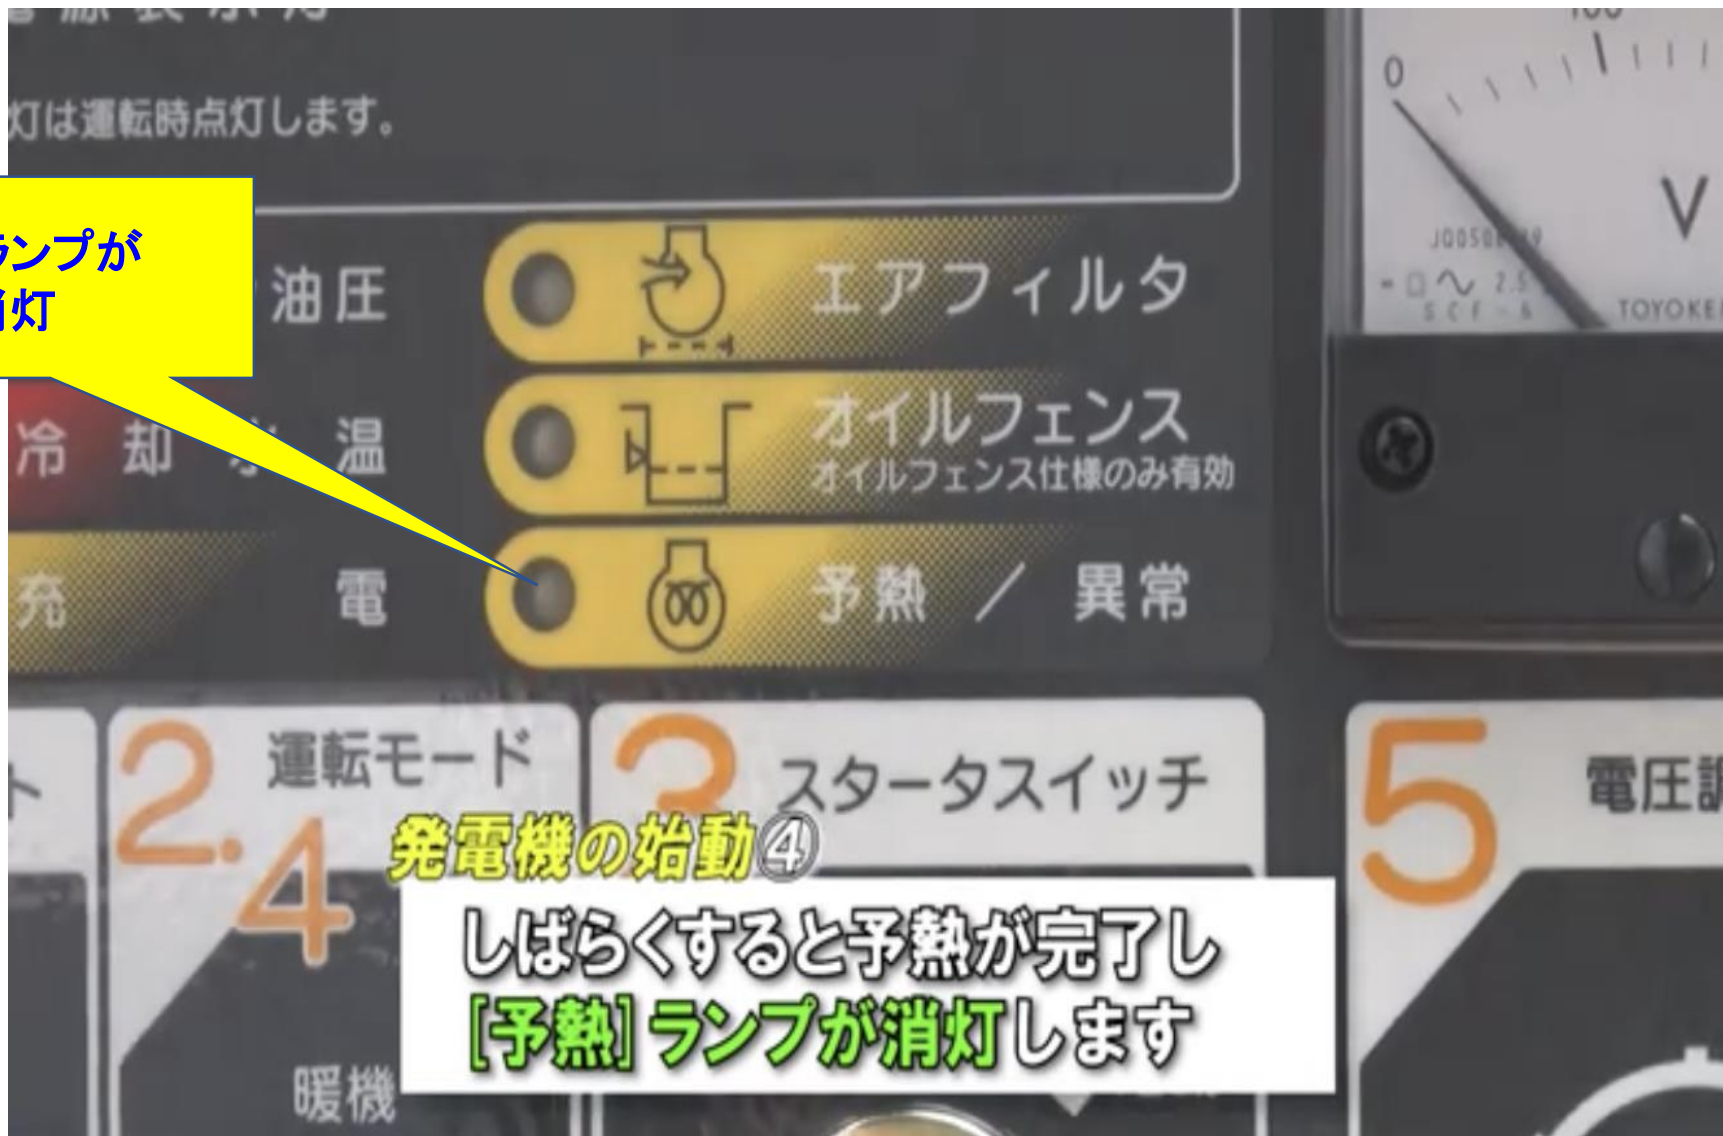 灯は運転時点灯します。
ランプが
消灯
油圧
エアフィルタ
冷却水温
オイルフェンス
オイルフェンス仕様のみ有効
充電
予熱 / 異常
0
100
V
2.5
TOYOKE
2.
4
運転モード
3
スタータスイッチ
5
電圧調
暖機
発電機の始動④
しばらくすると予熱が完了し
[予熱]ランプが消灯します